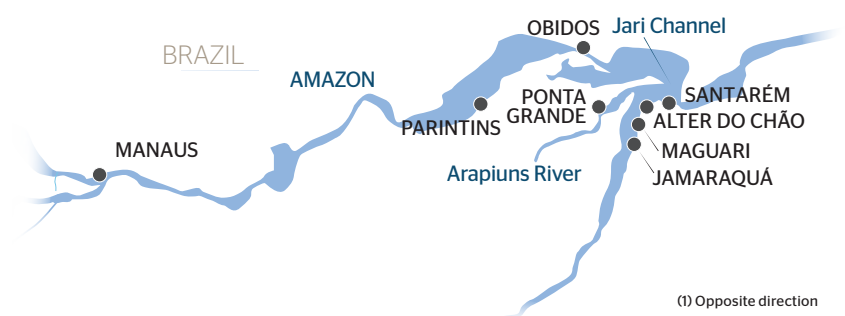 OBIDOS
Jari Channel
BRAZIL
AMAZON
SANTARÉM
PONTA
GRANDE
ALTER DO CHÃO
PARINTINS
MANAUS
MAGUARI
Arapiuns River
JAMARAQUÁ
(1) Opposite direction